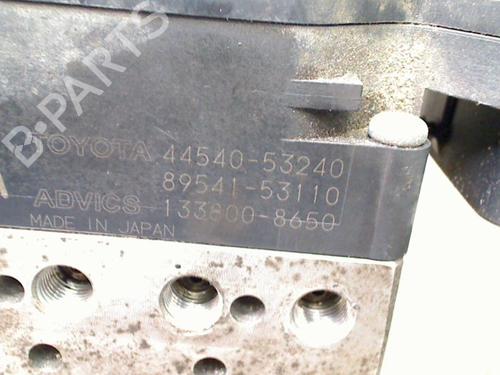 B-PARTS
TOYOTA 44540-53240
89541-53110
ADVICS 133800-8650
MADE IN JAPAN